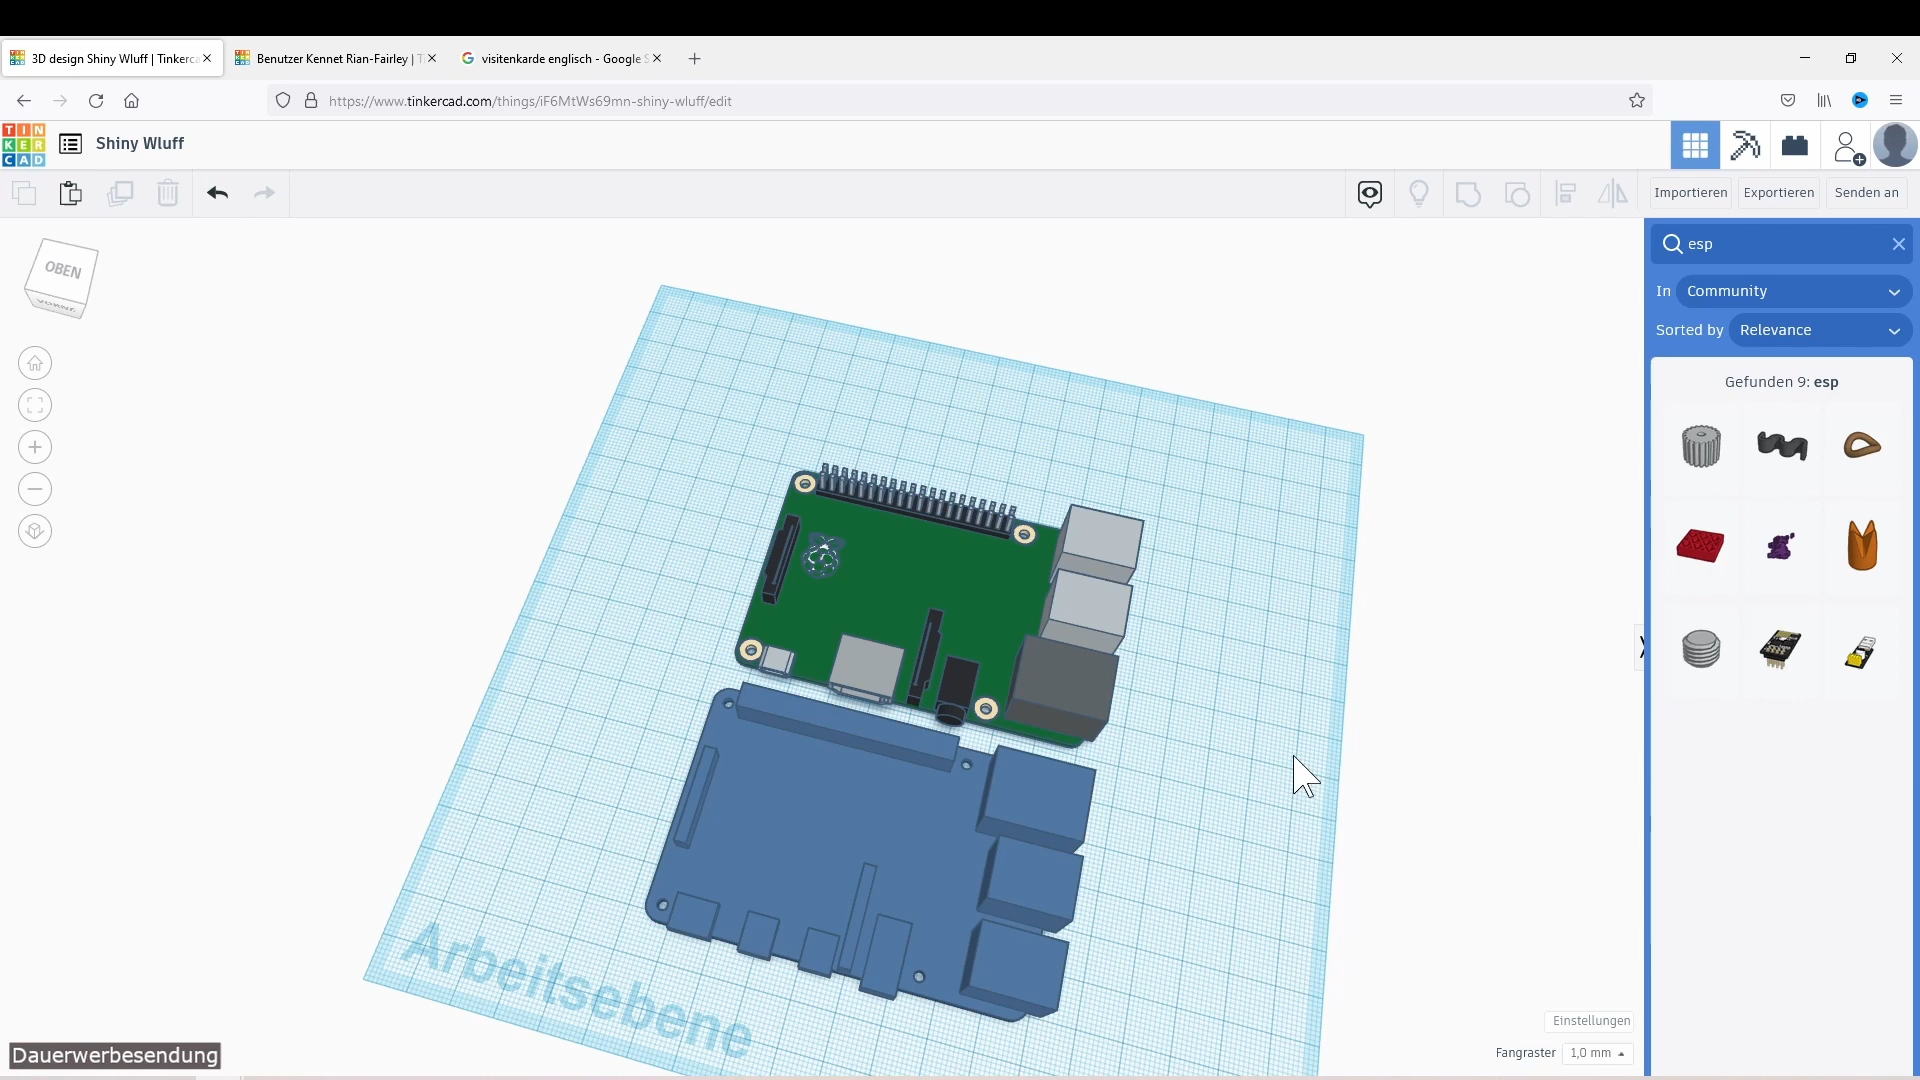 3D design Shiny Wluff | Tinkerca
Benutzer Kennet Rian-Fairley | T
visitenkarde englisch - Google S
https://www.tinkercad.com/things/iF6MtWs69mn-shiny-wluff/edit
TIN
KER
CAD
Shiny Wluff
Importieren
Exportieren
Senden an
OBEN
VORNE
esp
In
Community
Sorted by
Relevance
Gefunden 9: esp
Arbeitsebene
Einstellungen
Fangraster
1,0 mm
Dauerwerbesendung